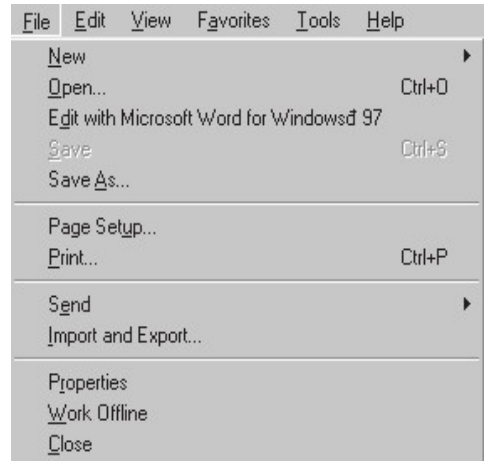 File Edit View Favorites Tools Help
New
Open... Ctrl+O
Edit with Microsoft Word for Windowsđ 97
Save Ctrl+S
Save As...
Page Setup...
Print... Ctrl+P
Send
Import and Export...
Properties
Work Offline
Close